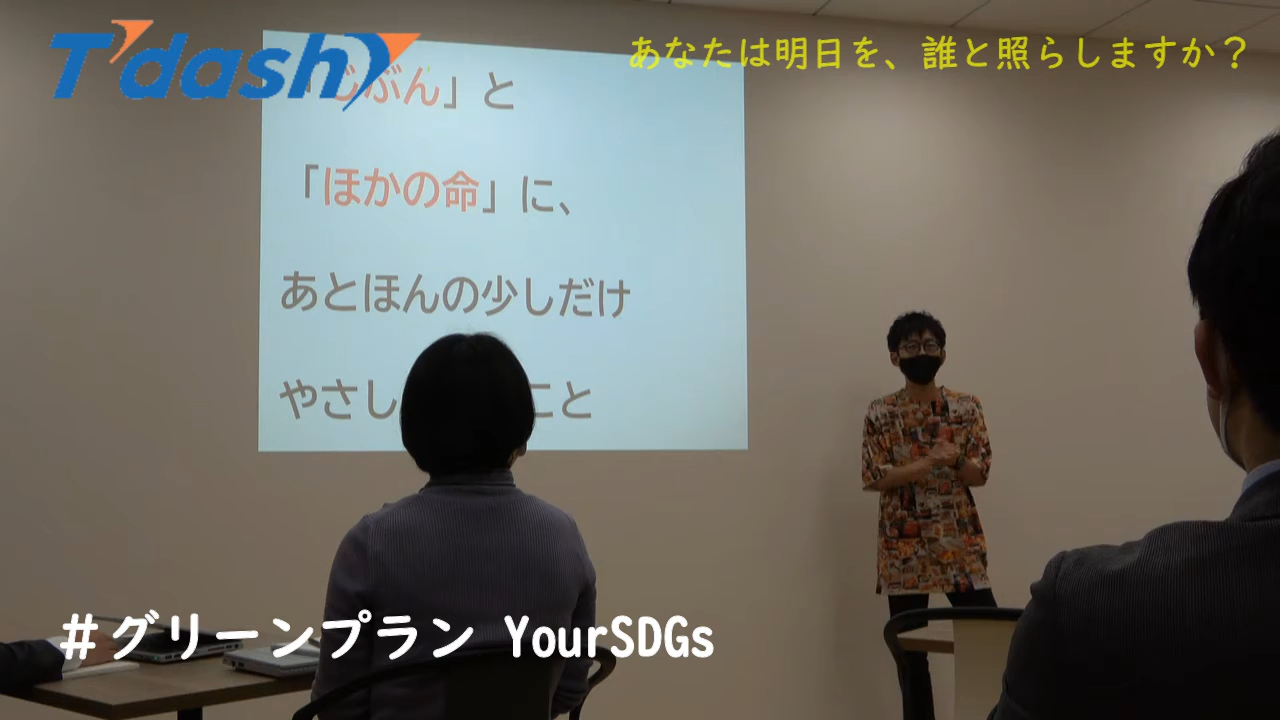 T'dash
あなたは明日を、誰と照らしますか？
「じぶん」と
「ほかの命」に、
あとほんの少しだけ
やさし こと
#グリーンプラン YourSDGs